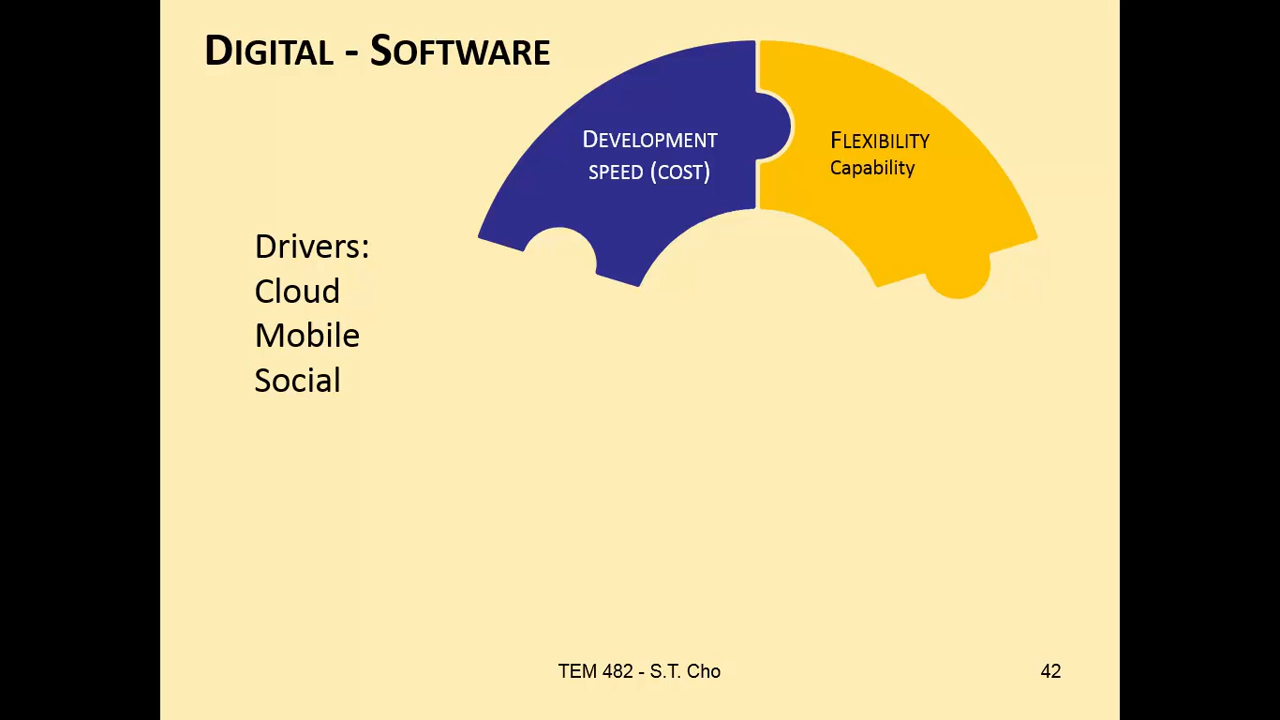 DIGITAL - SOFTWARE
DEVELOPMENT
SPEED (COST)
FLEXIBILITY
Capability
Drivers:
Cloud
Mobile
Social
TEM 482 - S.T. Cho
42